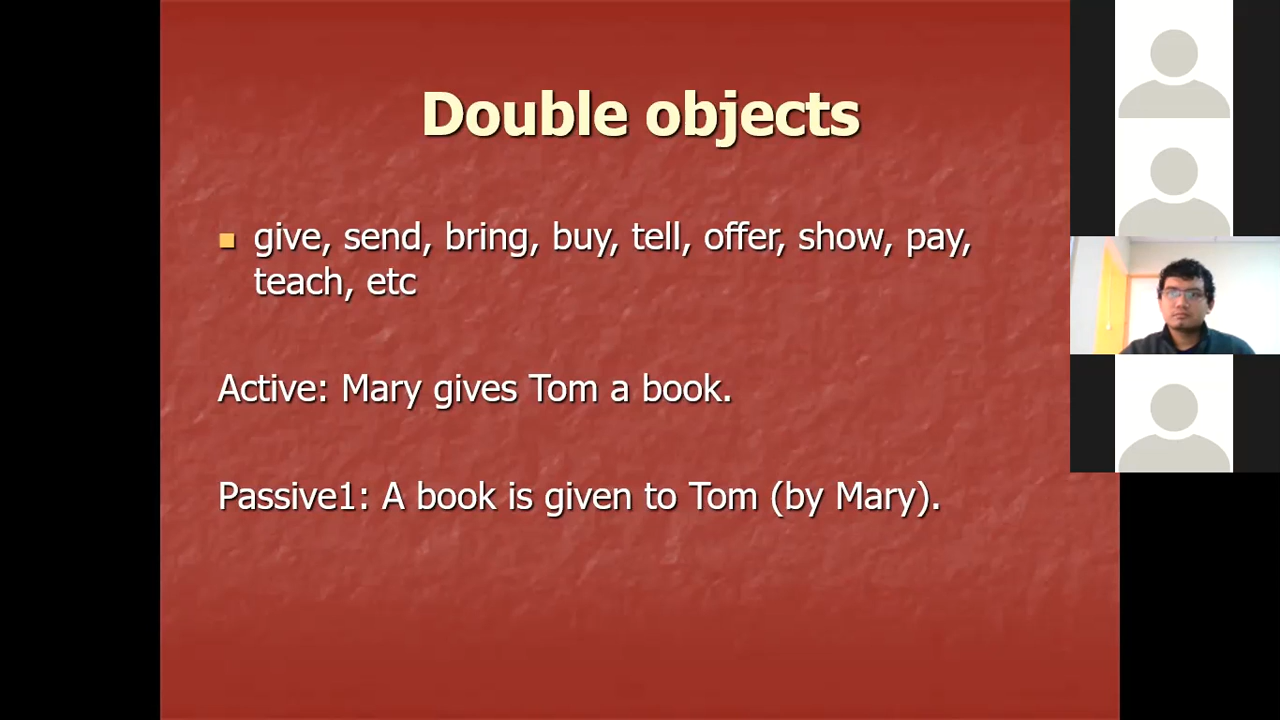 Double objects
give, send, bring, buy, tell, offer, show, pay,
teach, etc
Active: Mary gives Tom a book.
Passive1: A book is given to Tom (by Mary).